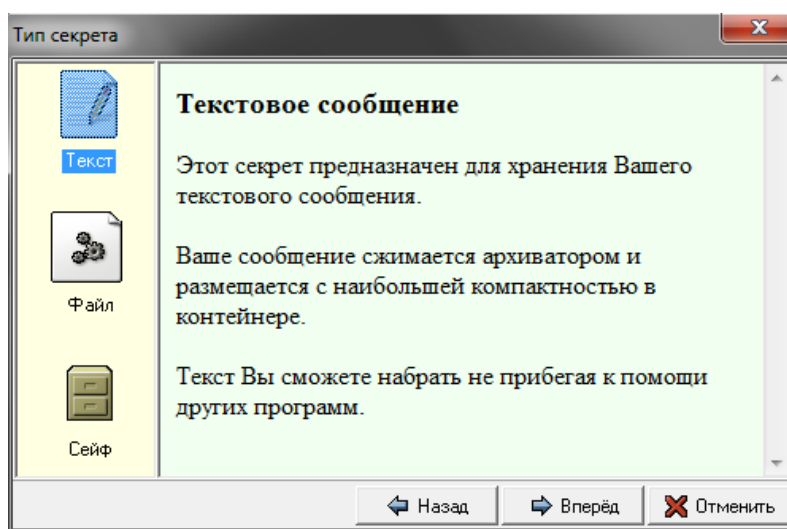 Тип секрета
Текст
Файл
Сейф
Текстовое сообщение
Этот секрет предназначен для хранения Вашего
текстового сообщения.
Ваше сообщение сжимается архиватором и
размещается с наибольшей компактностью в
контейнере.
Текст Вы сможете набрать не прибегая к помощи
других программ.
Назад
Вперёд
Отменить